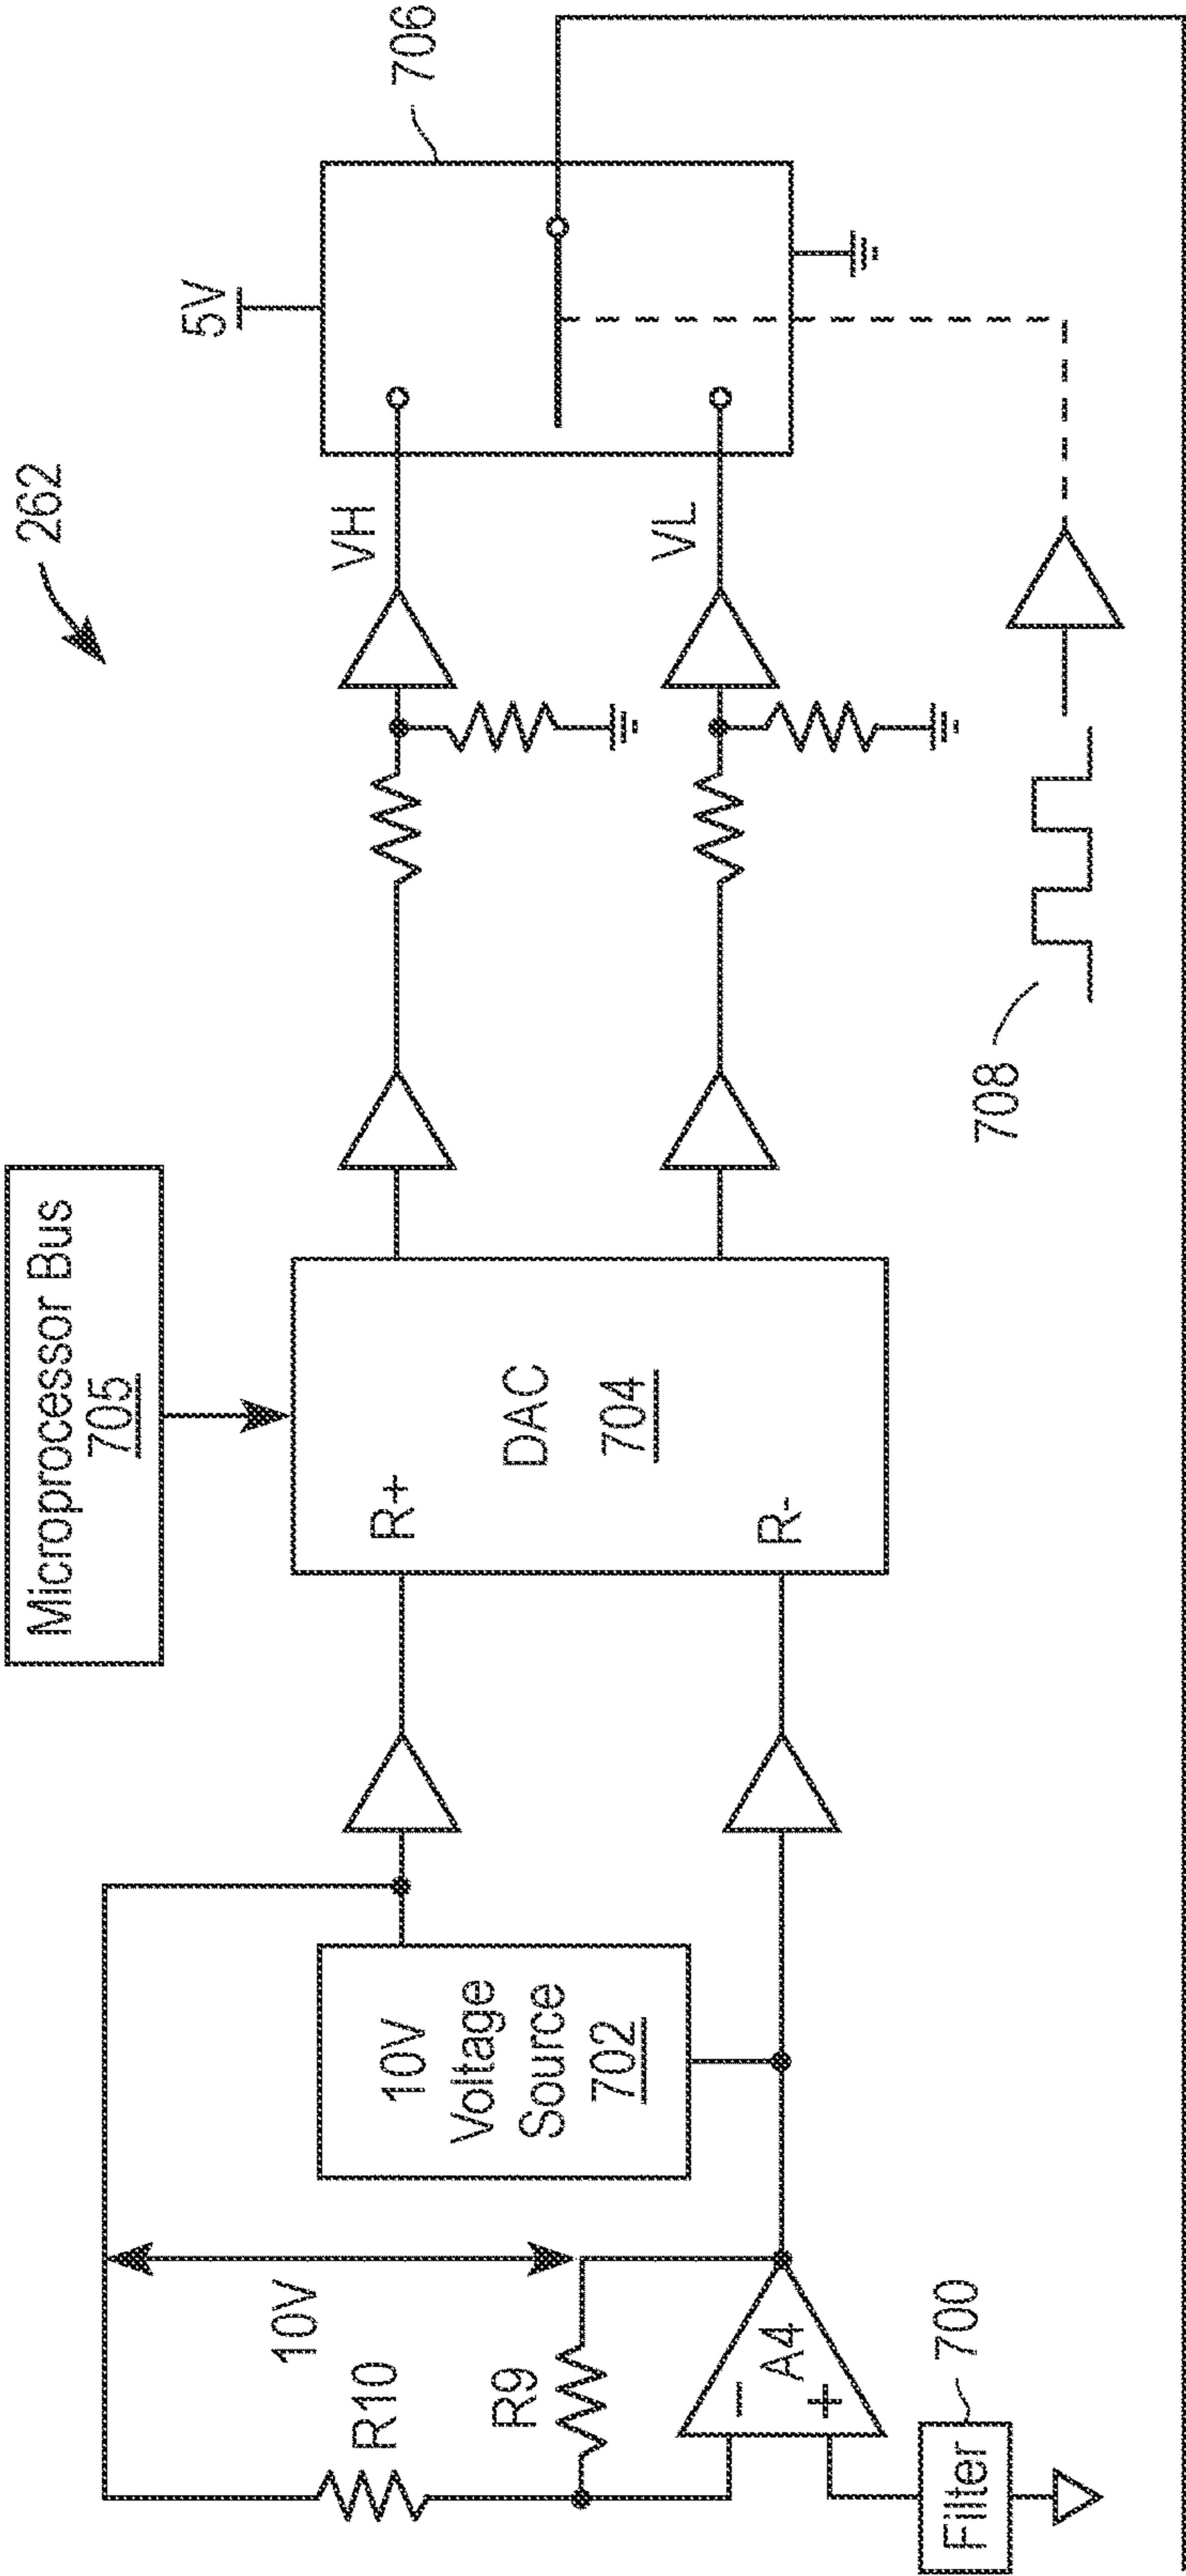 262
Microprocessor Bus
705
5V
706
10V
R10
R9
10V
Voltage
Source
702
R+
R-
DAC
704
VH
VL
−
A4
+
Filter
700
708